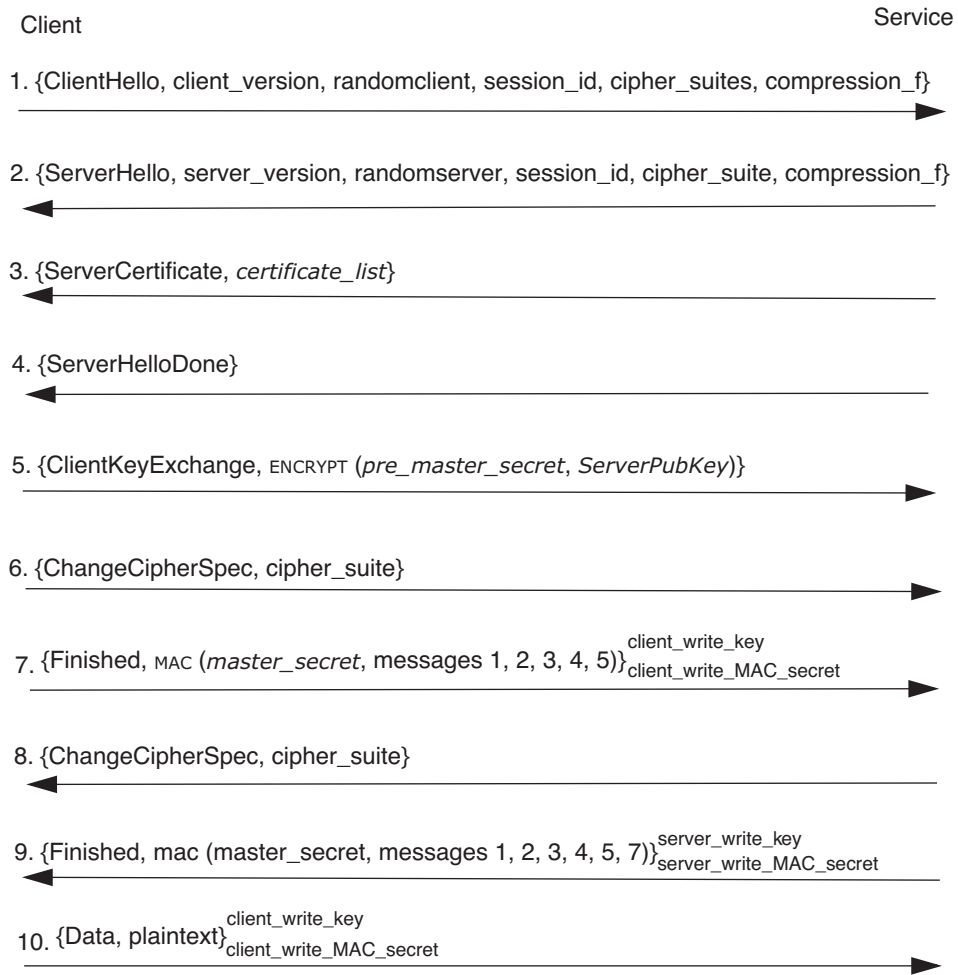 Client
Service
1. {ClientHello, client_version, randomclient, session_id, cipher_suites, compression_f}
2. {ServerHello, server_version, randomserver, session_id, cipher_suite, compression_f}
3. {ServerCertificate, certificate_list}
4. {ServerHelloDone}
5. {ClientKeyExchange, ENCRYPT (pre_master_secret, ServerPubKey)}
6. {ChangeCipherSpec, cipher_suite}
7. {Finished, MAC (master_secret, messages 1, 2, 3, 4, 5)}
client_write_key
client_write_MAC_secret
8. {ChangeCipherSpec, cipher_suite}
9. {Finished, mac (master_secret, messages 1, 2, 3, 4, 5, 7)}
server_write_key
server_write_MAC_secret
10. {Data, plaintext}
client_write_key
client_write_MAC_secret